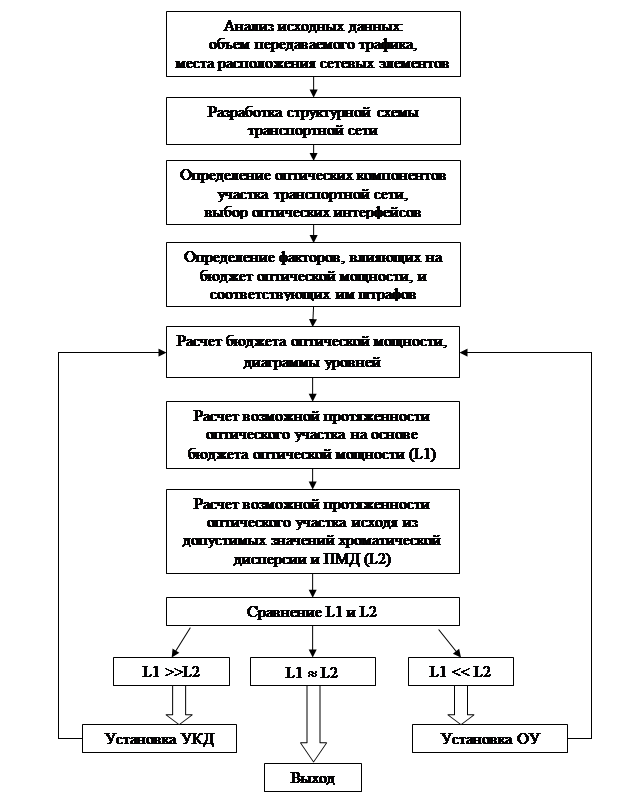 Анализ исходных данных:
объем передаваемого трафика,
места расположения сетевых элементов
Разработка структурной схемы
транспортной сети
Определение оптических компонентов
участка транспортной сети,
выбор оптических интерфейсов
Определение факторов, влияющих на
бюджет оптической мощности, и
соответствующих им штрафов
Расчет бюджета оптической мощности,
диаграммы уровней
Расчет возможной протяженности
оптического участка на основе
бюджета оптической мощности (L1)
Расчет возможной протяженности
оптического участка исходя из
допустимых значений хроматической
дисперсии и ПМД (L2)
Сравнение L1 и L2
L1 >>L2
L1 ≈ L2
L1 << L2
Установка УКД
Установка ОУ
Выход